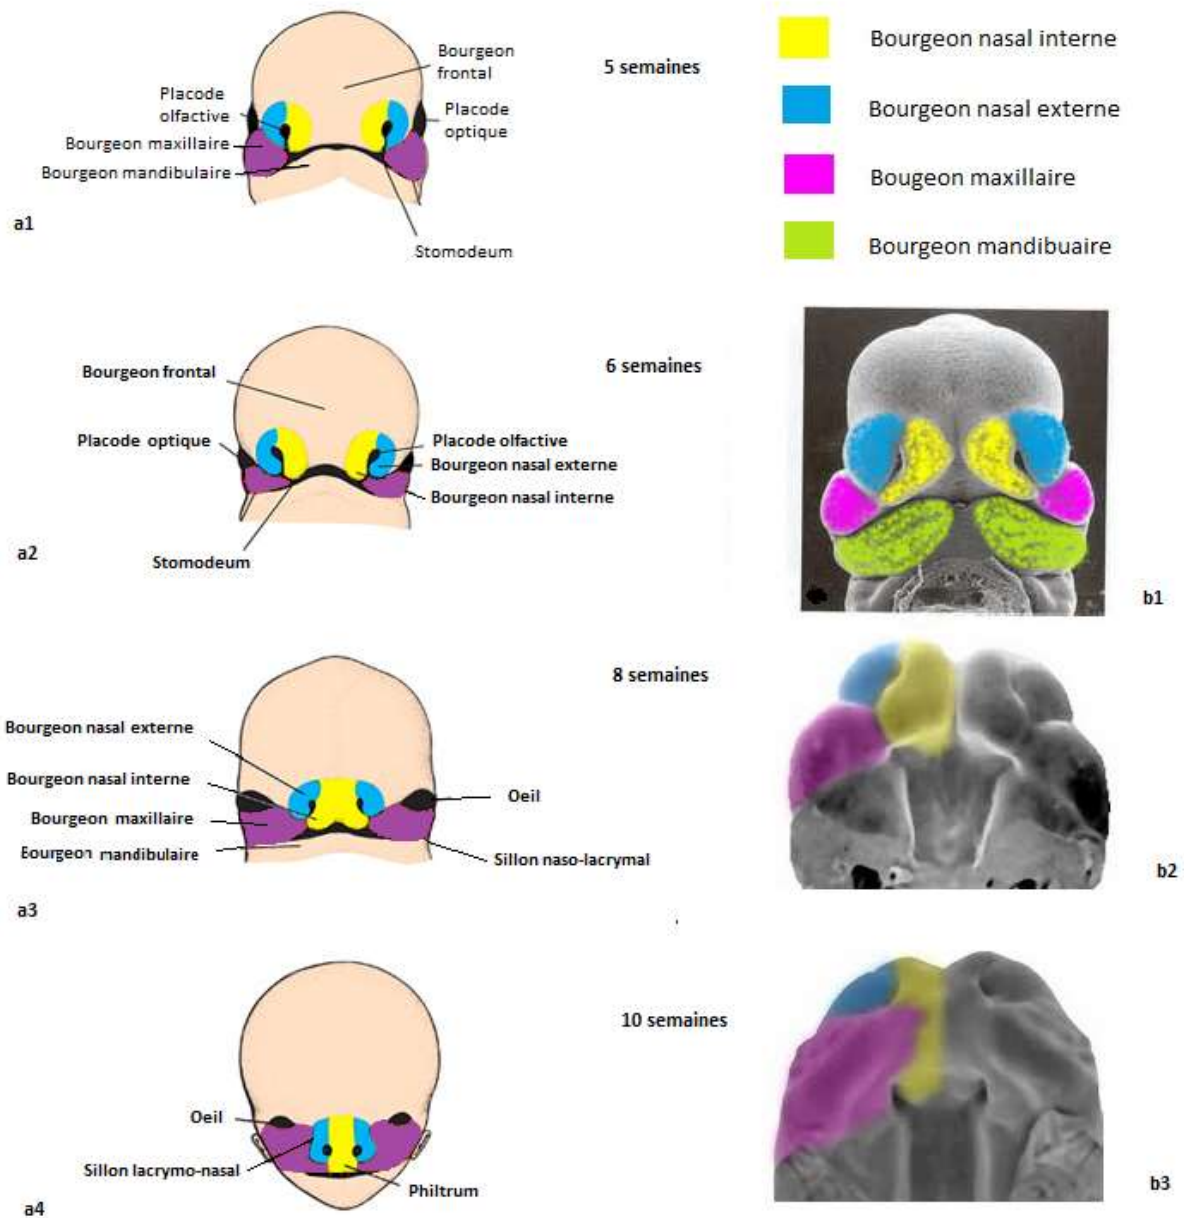 Bourgeon
frontal
5 semaines
Placode
olfactive
Placode
optique
Bourgeon maxillaire
Bourgeon mandibulaire
a1
Stomodeum
Bourgeon nasal interne
Bourgeon nasal externe
Bougeon maxillaire
Bourgeon mandibuaire
6 semaines
Bourgeon frontal
Placode optique
Placode olfactive
Bourgeon nasal externe
Bourgeon nasal interne
a2
Stomodeum
b1
8 semaines
Bourgeon nasal externe
Bourgeon nasal interne
Oeil
Bourgeon maxillaire
Eourgeon mandibulaire
Sillon naso-lacrymal
a3
b2
10 semaines
Oeil
Sillon lacrymo-nasal
Philtrum
a4
b3